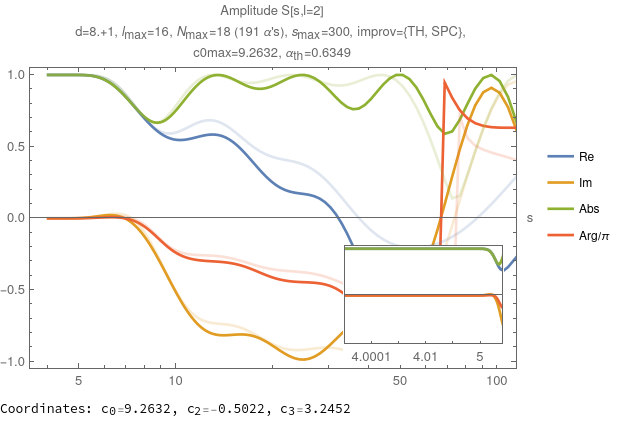 Amplitude S[s,l=2]
d=8.+1, lmax=16, Nmax=18 (191 α's), smax=300, improv={TH, SPC},
c0max=9.2632, αth=0.6349
1.0
0.5
0.0
−0.5
−1.0
s
Re
Im
Abs
Arg/π
4.0001 4.01 5
5 10 50 100
Coordinates: c0=9.2632, c2=-0.5022, c3=3.2452